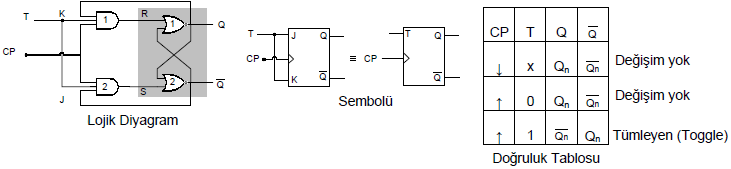 T K 1 R 1 Q
CP
2 S 2 Q̅
J
Lojik Diyagram
T J Q
CP
K Q̅
≡
T Q
CP
Q̅
Sembolü
CP T Q Q̅
↓ x Qn Q̅n̅ Değişim yok
↑ 0 Qn Q̅n̅ Değişim yok
↑ 1 Q̅n̅ Qn Tümleyen (Toggle)
Doğruluk Tablosu